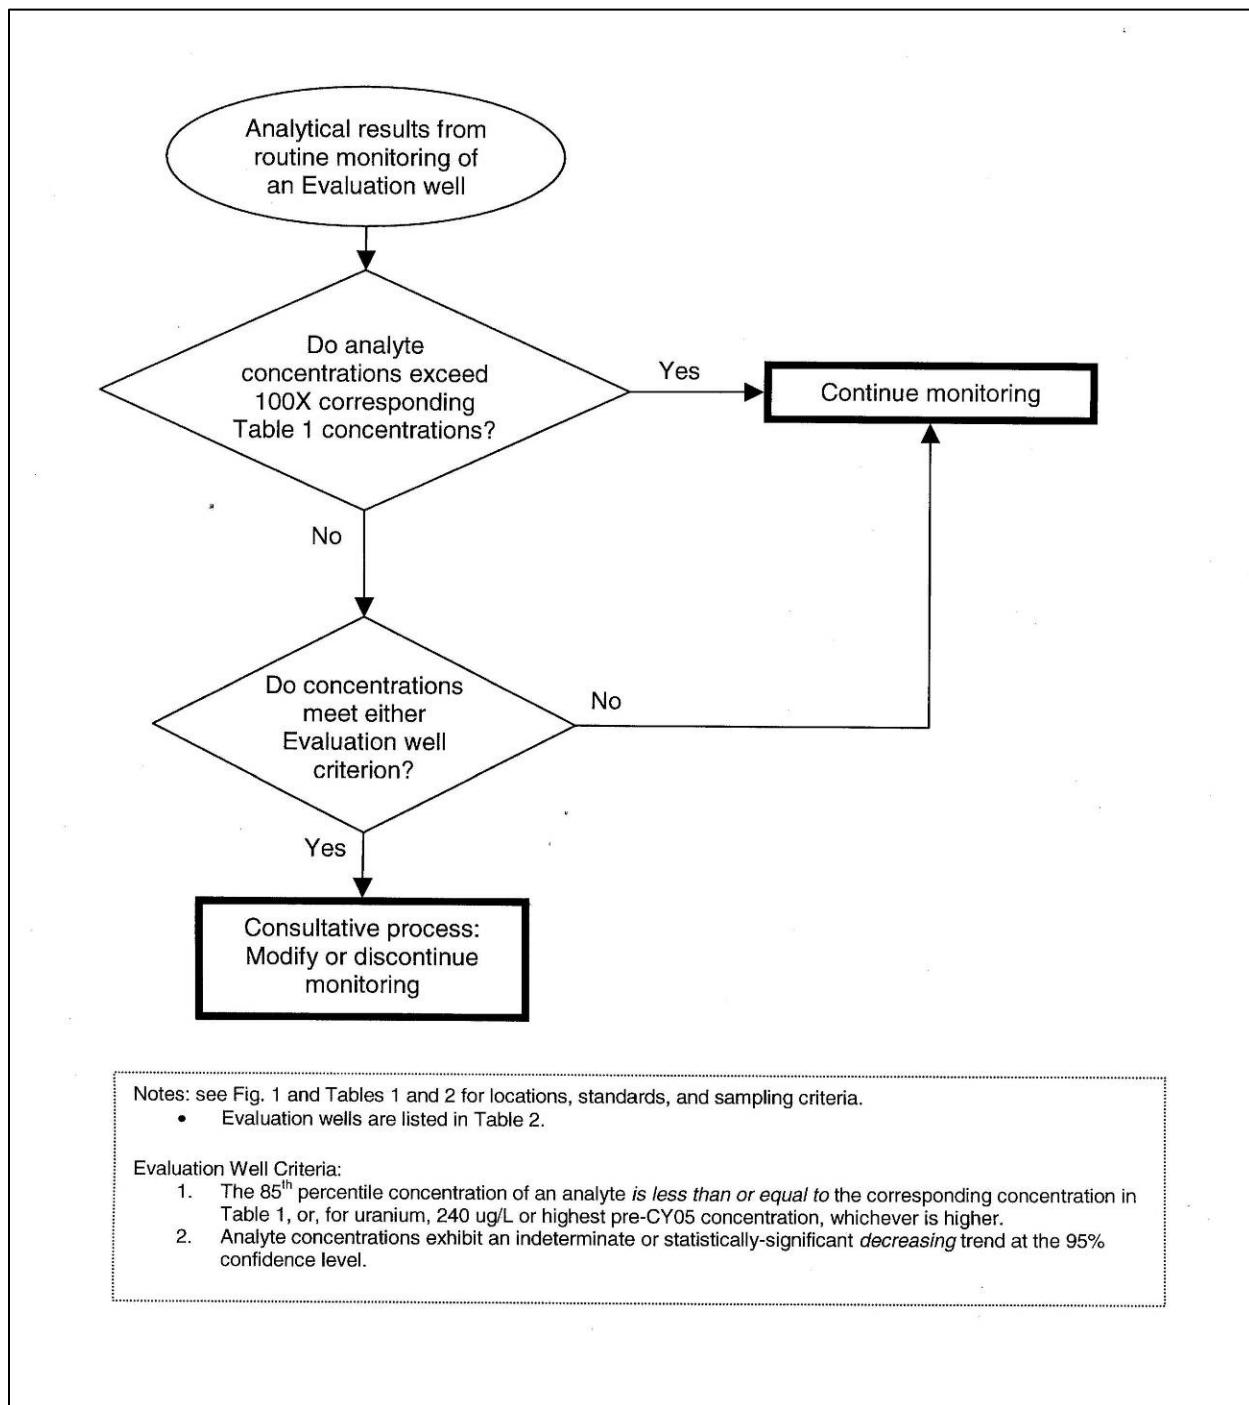 Analytical results from
routine monitoring of
an Evaluation well
Do analyte
concentrations exceed
100X corresponding
Table 1 concentrations?
Yes
Continue monitoring
No
Do concentrations
meet either
Evaluation well
criterion?
No
Yes
Consultative process:
Modify or discontinue
monitoring
Notes: see Fig. 1 and Tables 1 and 2 for locations, standards, and sampling criteria.
• Evaluation wells are listed in Table 2.
Evaluation Well Criteria:
1. The 85th percentile concentration of an analyte is less than or equal to the corresponding concentration in
Table 1, or, for uranium, 240 ug/L or highest pre-CY05 concentration, whichever is higher.
2. Analyte concentrations exhibit an indeterminate or statistically-significant decreasing trend at the 95%
confidence level.